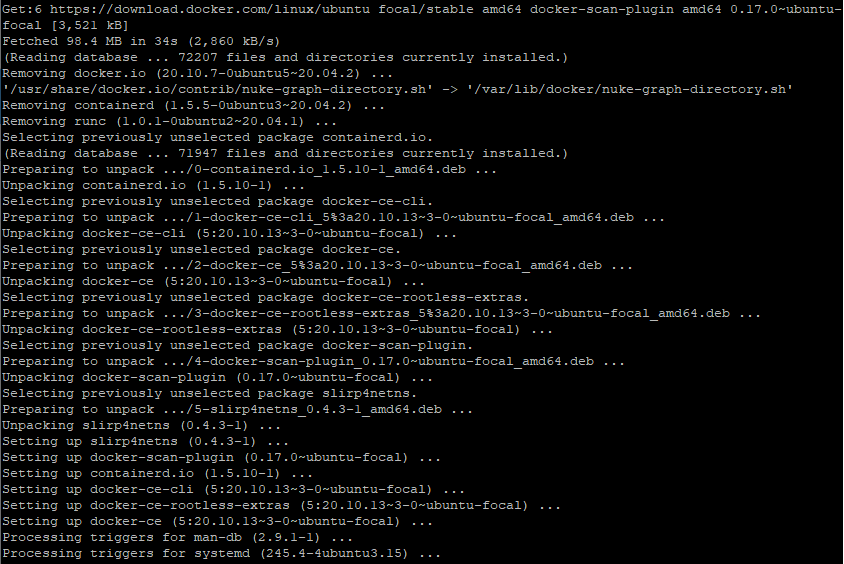 Get:6 https://download.docker.com/linux/ubuntu focal/stable amd64 docker-scan-plugin amd64 0.17.0~ubuntu-
focal [3,521 kB]
Fetched 98.4 MB in 34s (2,860 kB/s)
(Reading database ... 72207 files and directories currently installed.)
Removing docker.io (20.10.7-0ubuntu5~20.04.2) ...
'/usr/share/docker.io/contrib/nuke-graph-directory.sh' -> '/var/lib/docker/nuke-graph-directory.sh'
Removing containerd (1.5.5-0ubuntu3~20.04.2) ...
Removing runc (1.0.1-0ubuntu2~20.04.1) ...
Selecting previously unselected package containerd.io.
(Reading database ... 71947 files and directories currently installed.)
Preparing to unpack .../0-containerd.io_1.5.10-1_amd64.deb ...
Unpacking containerd.io (1.5.10-1) ...
Selecting previously unselected package docker-ce-cli.
Preparing to unpack .../1-docker-ce-cli_5%3a20.10.13~3-0~ubuntu-focal_amd64.deb ...
Unpacking docker-ce-cli (5:20.10.13~3-0~ubuntu-focal) ...
Selecting previously unselected package docker-ce.
Preparing to unpack .../2-docker-ce_5%3a20.10.13~3-0~ubuntu-focal_amd64.deb ...
Unpacking docker-ce (5:20.10.13~3-0~ubuntu-focal) ...
Selecting previously unselected package docker-ce-rootless-extras.
Preparing to unpack .../3-docker-ce-rootless-extras_5%3a20.10.13~3-0~ubuntu-focal_amd64.deb ...
Unpacking docker-ce-rootless-extras (5:20.10.13~3-0~ubuntu-focal) ...
Selecting previously unselected package docker-scan-plugin.
Preparing to unpack .../4-docker-scan-plugin_0.17.0~ubuntu-focal_amd64.deb ...
Unpacking docker-scan-plugin (0.17.0~ubuntu-focal) ...
Selecting previously unselected package slirp4netns.
Preparing to unpack .../5-slirp4netns_0.4.3-1_amd64.deb ...
Unpacking slirp4netns (0.4.3-1) ...
Setting up slirp4netns (0.4.3-1) ...
Setting up docker-scan-plugin (0.17.0~ubuntu-focal) ...
Setting up containerd.io (1.5.10-1) ...
Setting up docker-ce-cli (5:20.10.13~3-0~ubuntu-focal) ...
Setting up docker-ce-rootless-extras (5:20.10.13~3-0~ubuntu-focal) ...
Setting up docker-ce (5:20.10.13~3-0~ubuntu-focal) ...
Processing triggers for man-db (2.9.1-1) ...
Processing triggers for systemd (245.4-4ubuntu3.15) ...